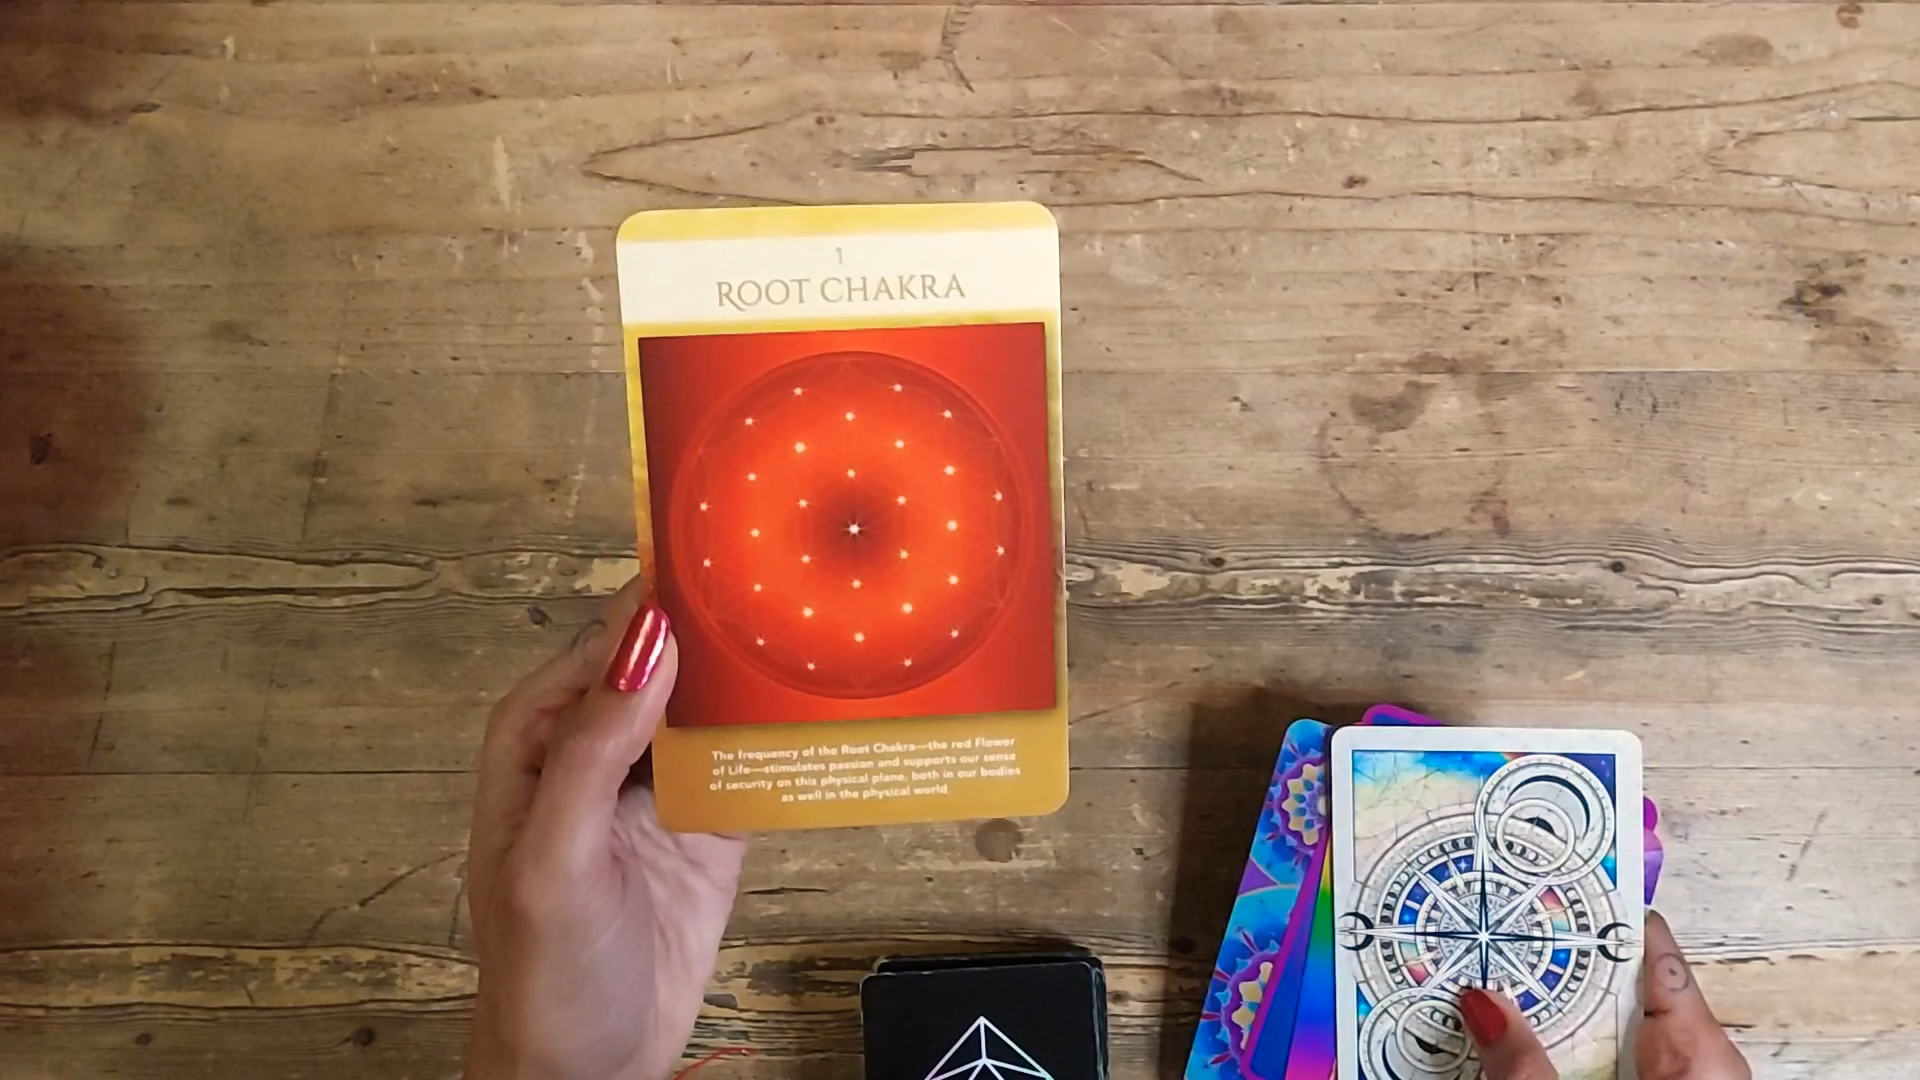 1
ROOT CHAKRA
The frequency of the Root Chakra—the red Flower
of Life—stimulates passion and supports our sense
of security on this physical plane, both in our bodies
as well in the physical world.